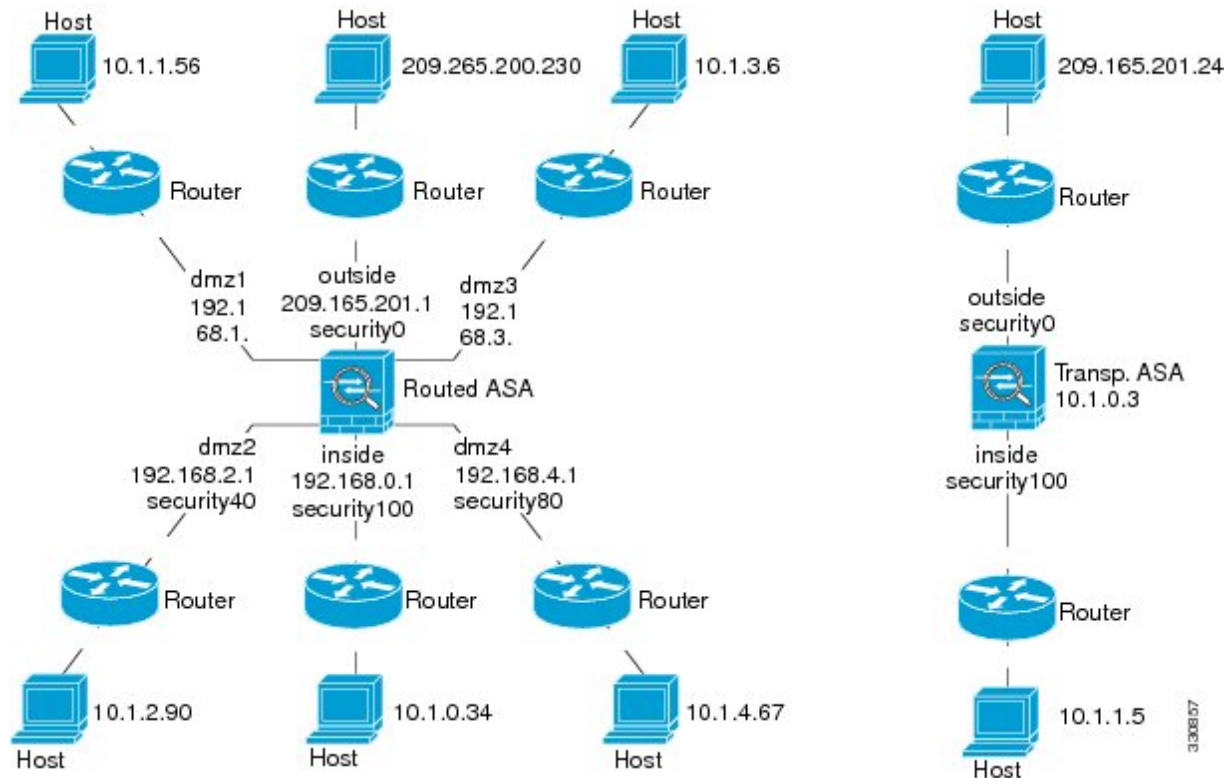 Host
Host
Host
Host
10.1.1.56
209.265.200.230
10.1.3.6
209.165.201.24
Router
Router
Router
Router
dmz1
192.1
68.1.
outside
209.165.201.1
security0
dmz3
192.1
68.3.
outside
security0
Routed ASA
Transp. ASA
10.1.0.3
dmz2
192.168.2.1
security40
inside
192.168.0.1
security100
dmz4
192.168.4.1
security80
inside
security100
Router
Router
Router
Router
10.1.2.90
10.1.0.34
10.1.4.67
10.1.1.5
Host
Host
Host
Host
330857